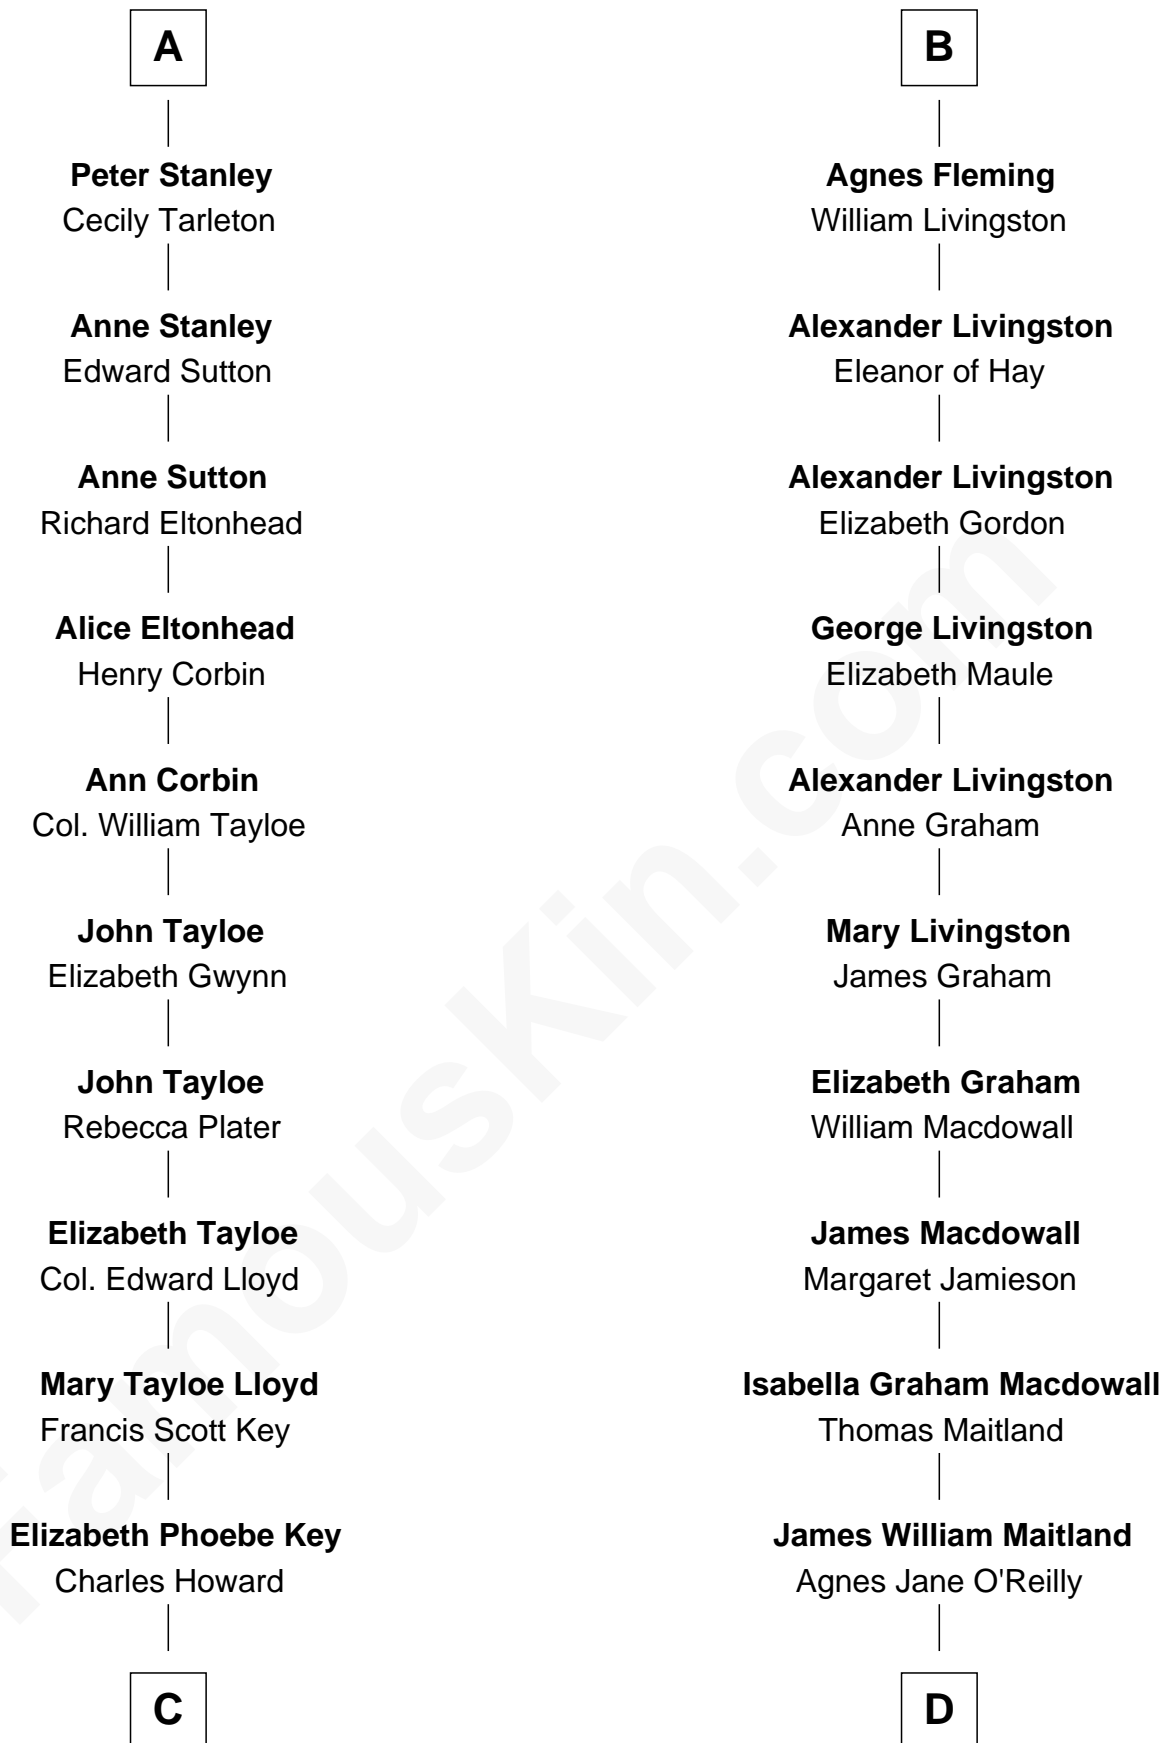 A
Peter Stanley
Cecily Tarleton
Anne Stanley
Edward Sutton
Anne Sutton
Richard Eltonhead
Alice Eltonhead
Henry Corbin
Ann Corbin
Col. William Tayloe
John Tayloe
Elizabeth Gwynn
John Tayloe
Rebecca Plater
Elizabeth Tayloe
Col. Edward Lloyd
Mary Tayloe Lloyd
Francis Scott Key
Elizabeth Phoebe Key
Charles Howard
C
B
Agnes Fleming
William Livingston
Alexander Livingston
Eleanor of Hay
Alexander Livingston
Elizabeth Gordon
George Livingston
Elizabeth Maule
Alexander Livingston
Anne Graham
Mary Livingston
James Graham
Elizabeth Graham
William Macdowall
James Macdowall
Margaret Jamieson
Isabella Graham Macdowall
Thomas Maitland
James William Maitland
Agnes Jane O'Reilly
D
FamousKin.com